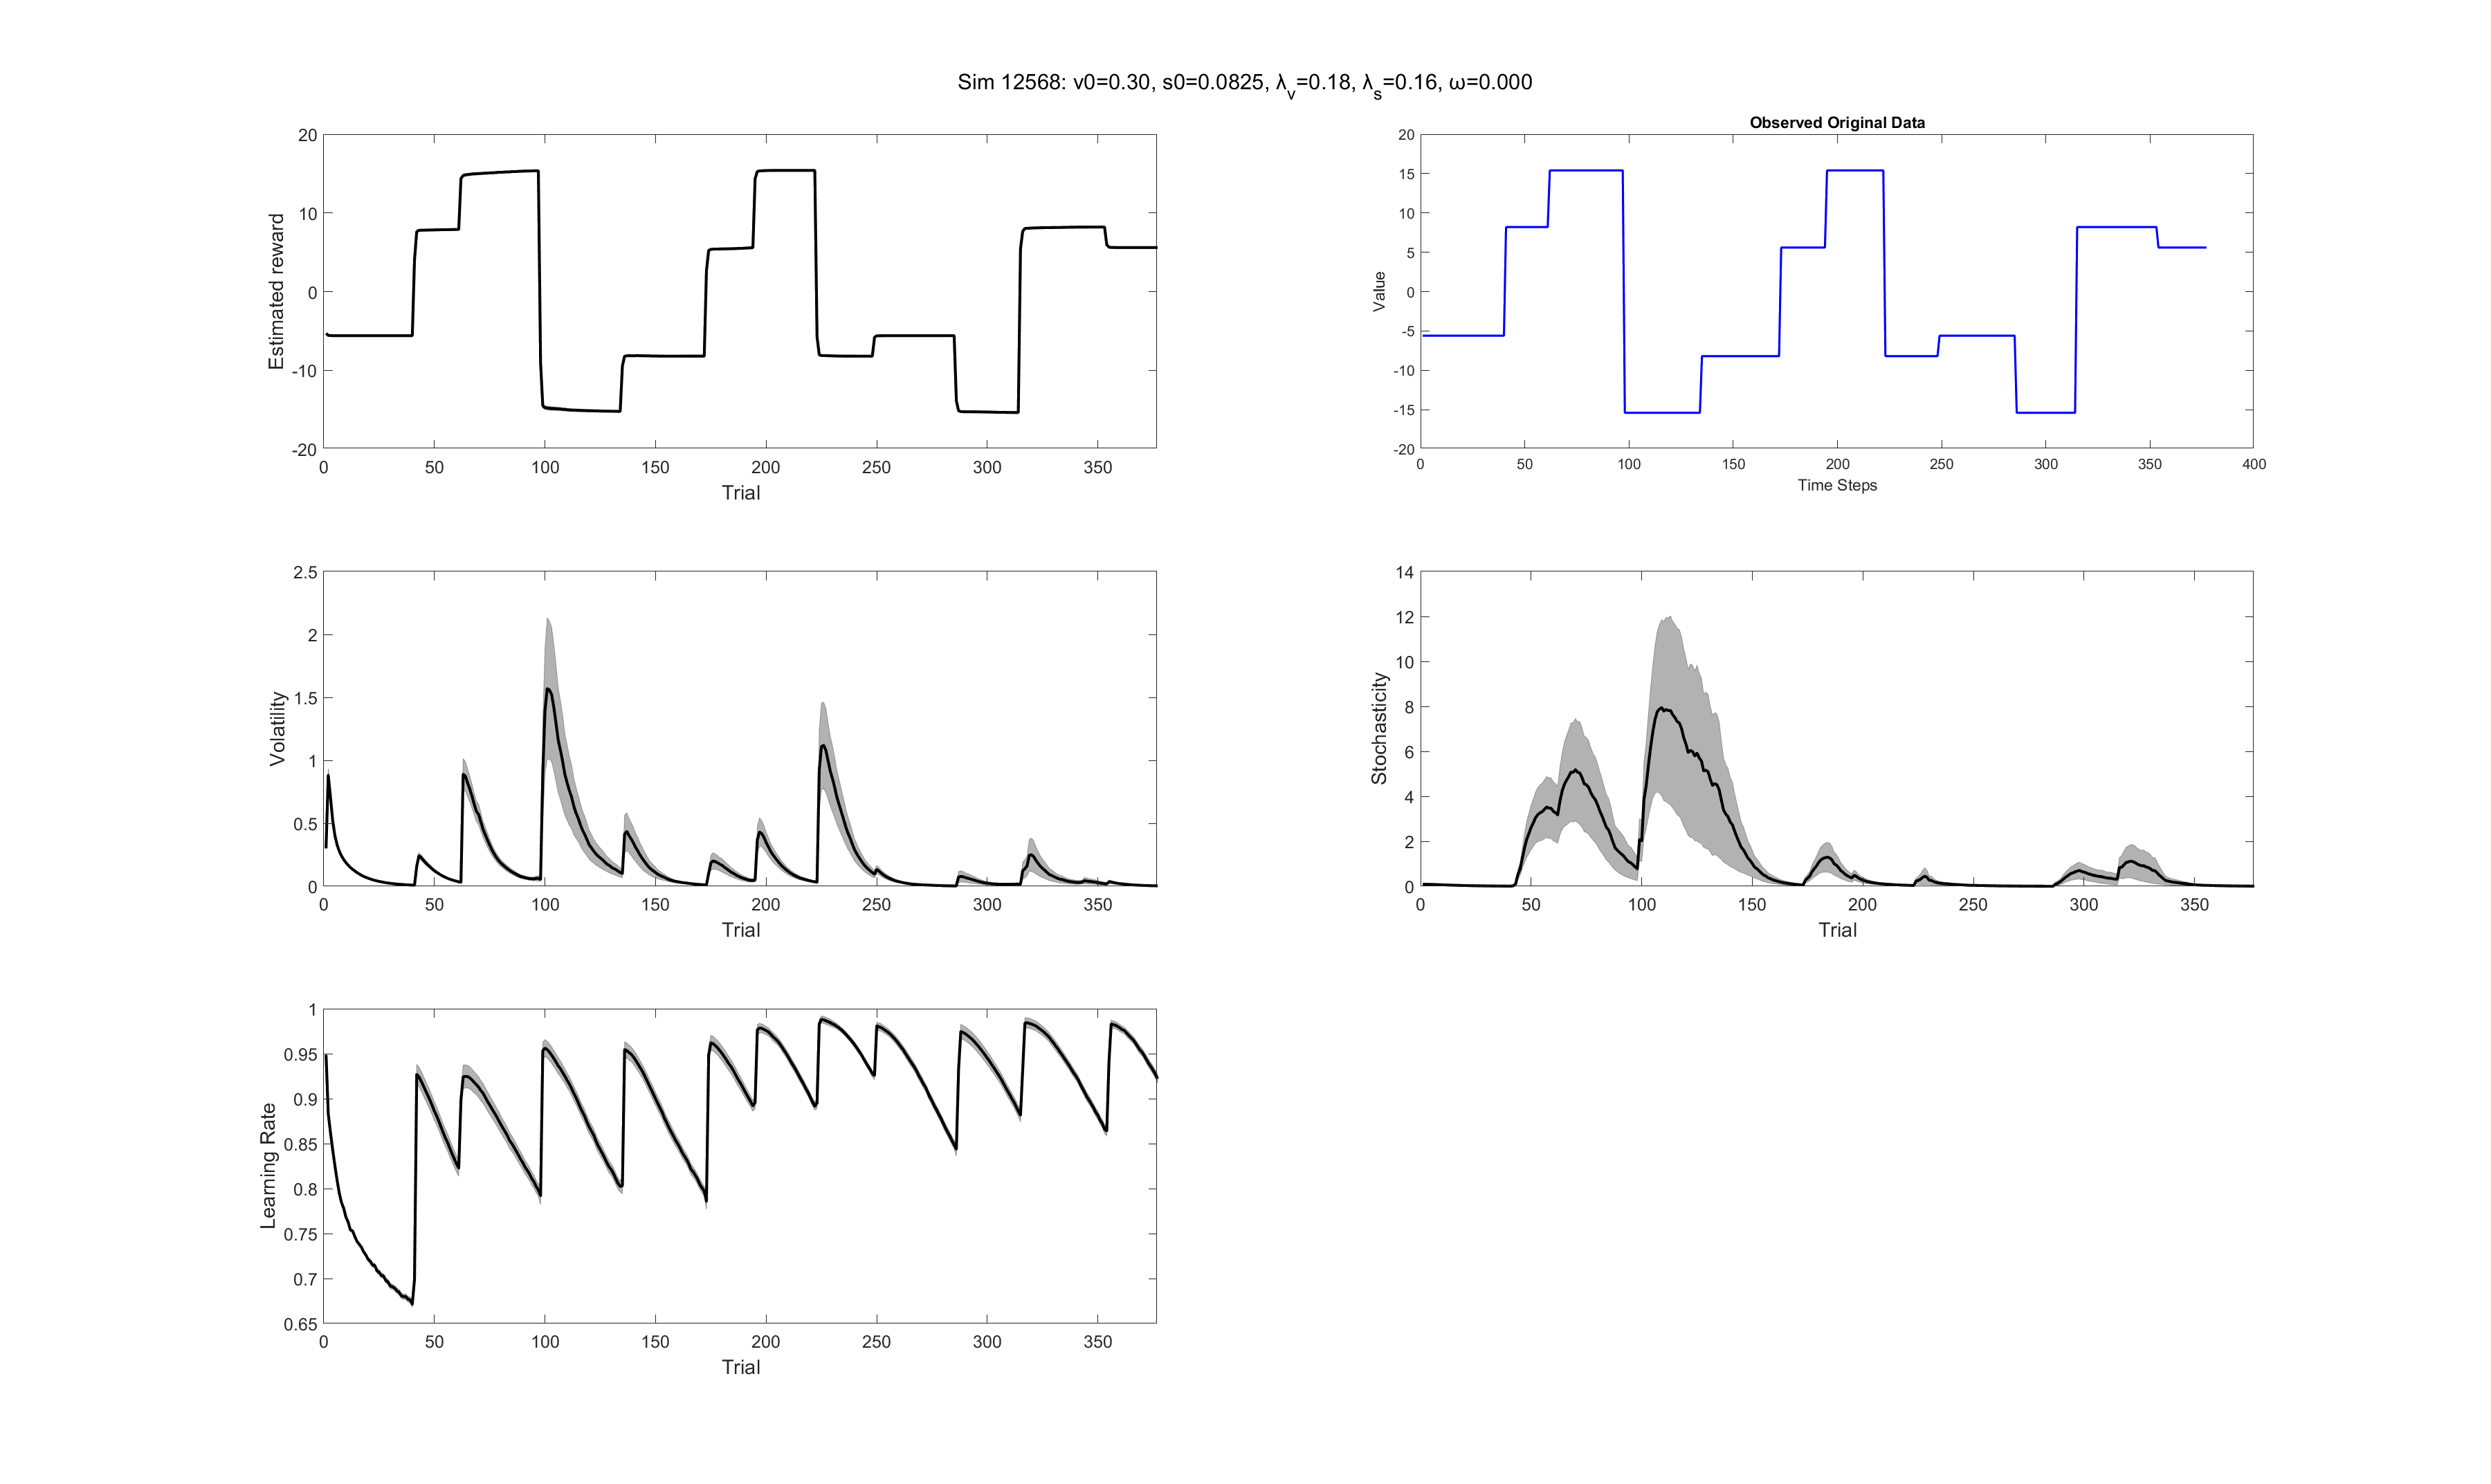 Sim 12568: v0=0.30, s0=0.0825, λv=0.18, λs=0.16, ω=0.000
Estimated reward
20
10
0
-10
-20
0 50 100 150 200 250 300 350
Trial
Observed Original Data
Value
20
15
10
5
0
-5
-10
-15
-20
0 50 100 150 200 250 300 350 400
Time Steps
Volatility
2.5
2
1.5
1
0.5
0
0 50 100 150 200 250 300 350
Trial
Stochasticity
14
12
10
8
6
4
2
0
0 50 100 150 200 250 300 350
Trial
Learning Rate
1
0.95
0.9
0.85
0.8
0.75
0.7
0.65
0 50 100 150 200 250 300 350
Trial